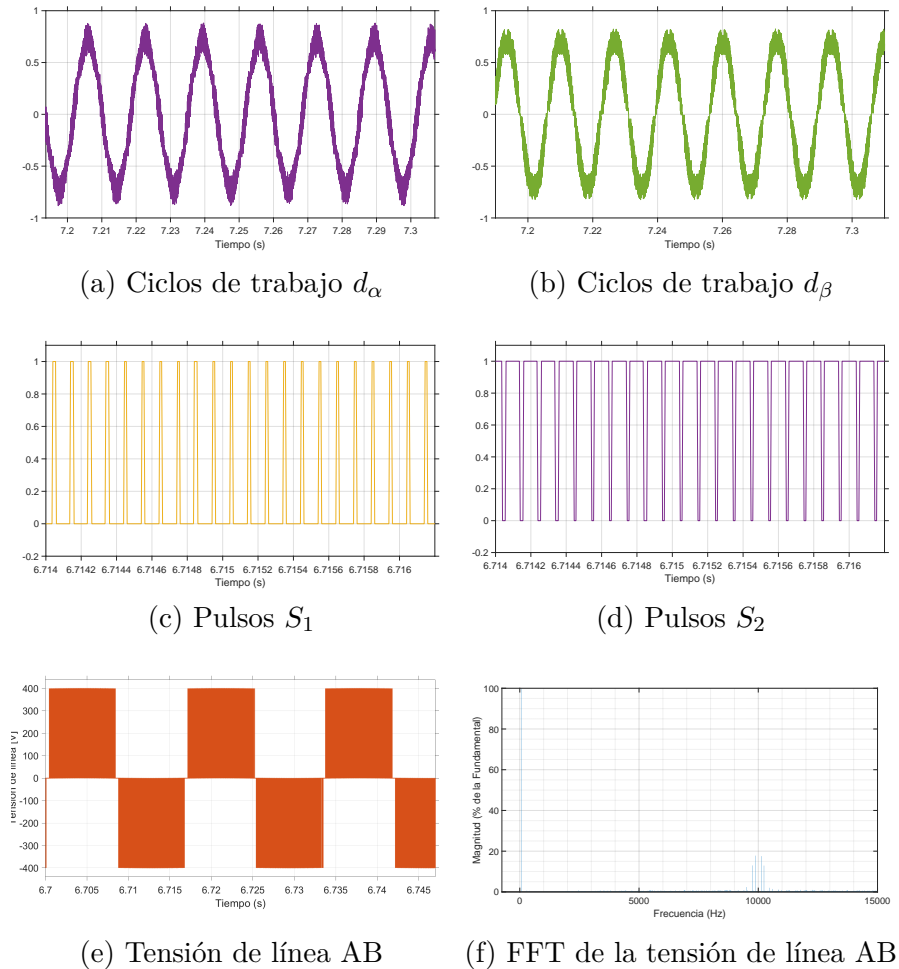 1
0.5
0
-0.5
-1
7.2 7.21 7.22 7.23 7.24 7.25 7.26 7.27 7.28 7.29 7.3
Tiempo (s)
(a) Ciclos de trabajo dα
1
0.5
0
-0.5
-1
7.2 7.22 7.24 7.26 7.28 7.3
Tiempo (s)
(b) Ciclos de trabajo dβ
1
0.8
0.6
0.4
0.2
0
-0.2
6.714 6.7142 6.7144 6.7146 6.7148 6.715 6.7152 6.7154 6.7156 6.7158 6.716
Tiempo (s)
(c) Pulsos S1
1
0.8
0.6
0.4
0.2
0
-0.2
6.714 6.7142 6.7144 6.7146 6.7148 6.715 6.7152 6.7154 6.7156 6.7158 6.716
Tiempo (s)
(d) Pulsos S2
Tensión de línea [V]
400
300
200
100
0
-100
-200
-300
-400
6.7 6.705 6.71 6.715 6.72 6.725 6.73 6.735 6.74 6.745
Tiempo (s)
(e) Tensión de línea AB
Magnitud (% de la Fundamental)
100
80
60
40
20
0
0 5000 10000 15000
Frecuencia (Hz)
(f) FFT de la tensión de línea AB